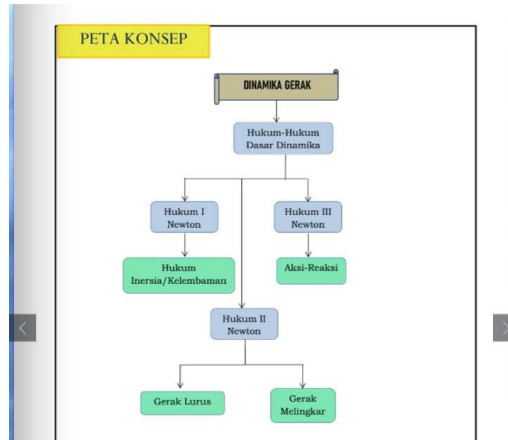 PETA KONSEP
DINAMIKA GERAK
Hukum-Hukum
Dasar Dinamika
Hukum I
Newton
Hukum III
Newton
Hukum
Inersia/Kelembaman
Aksi-Reaksi
Hukum II
Newton
Gerak Lurus
Gerak
Melingkar